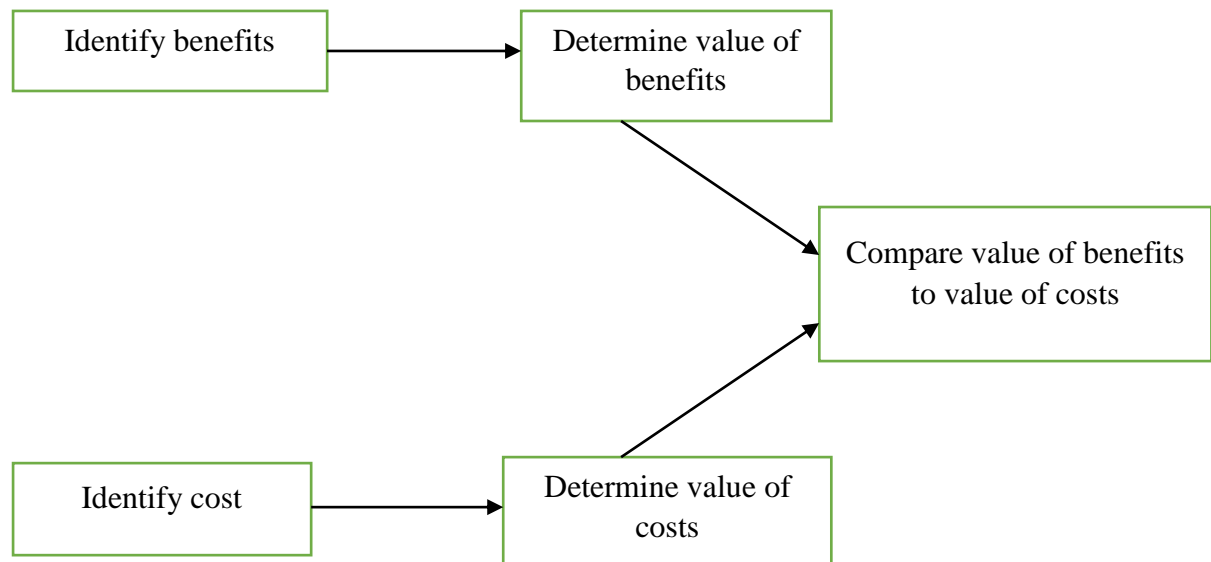 Identify benefits
Determine value of
benefits
Compare value of benefits
to value of costs
Identify cost
Determine value of
costs